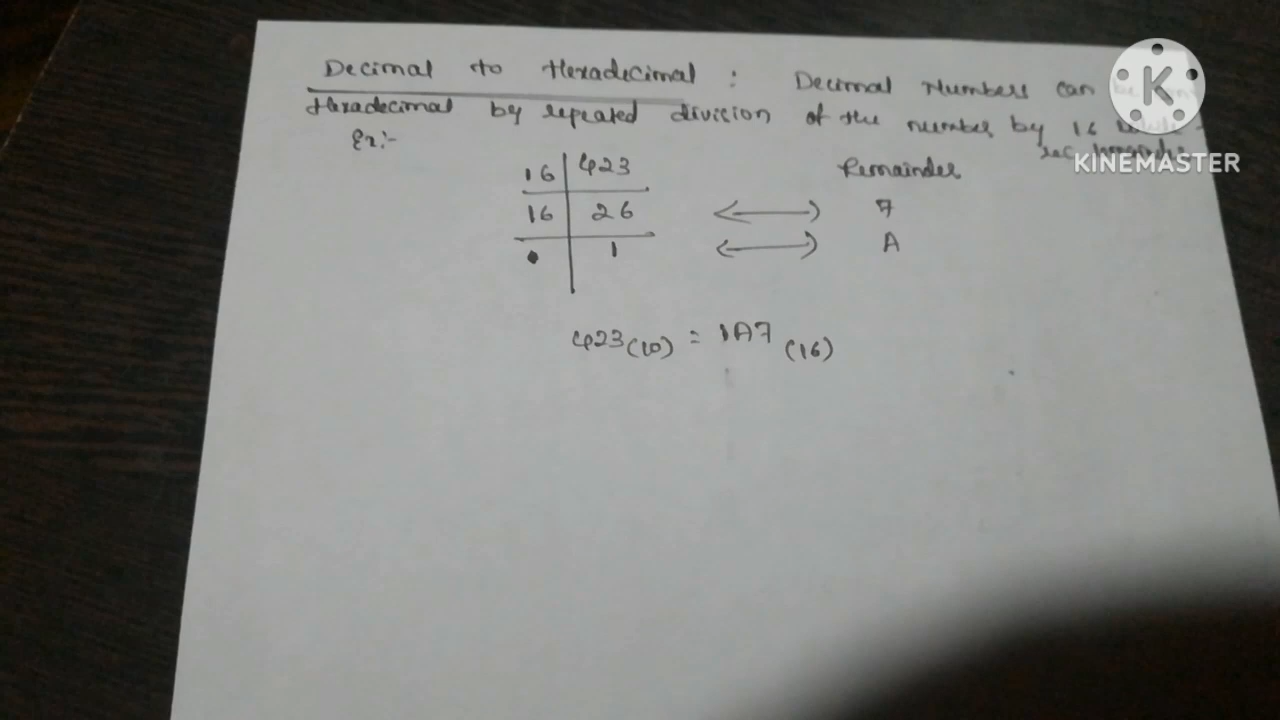 Decimal to Hexadecimal : Decimal Numbers can be
Hexadecimal by repeated division of the number by 16
Ex:-
16 423 Remainder
16 26 7
1 A
423(10) = 1A7 (16)
KINEMASTER